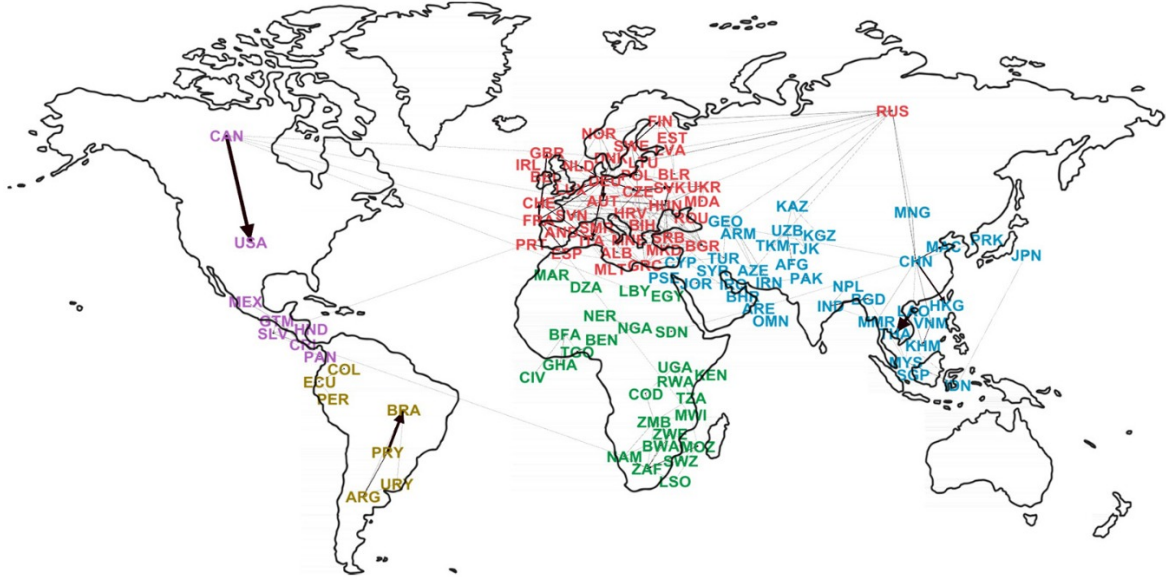 CAN
USA
MEX
GTM
HND
SLV
PAN
COL
ECU
PER
BRA
PRY
URY
ARG
FIN
NOR
SWE
EST
LVA
GBR
IRL
NLD
POL
BLR
CZE
SVK
UKR
CHE
AUT
HUN
MDA
FRA
SVN
HRV
ROU
SMR
BIH
AND
ITA
MNE
SRB
PRT
ESP
ALB
MKD
BGR
MLT
GRC
RUS
MAR
DZA
LBY
EGY
NER
NGA
SDN
BFA
BEN
TGO
GHA
CIV
UGA
RWA
KEN
COD
TZA
MWI
ZMB
ZWE
BWA
MOZ
NAM
ZAF
SWZ
LSO
GEO
ARM
KAZ
UZB
KGZ
TKM
TJK
TUR
CYP
SYR
AZE
AFG
PSE
JOR
IRN
PAK
BHR
ARE
OMN
MNG
MAC
PRK
CHN
JPN
NPL
IND
BGD
HKG
LAO
MMR
VNM
THA
KHM
MYS
SGP
IDN